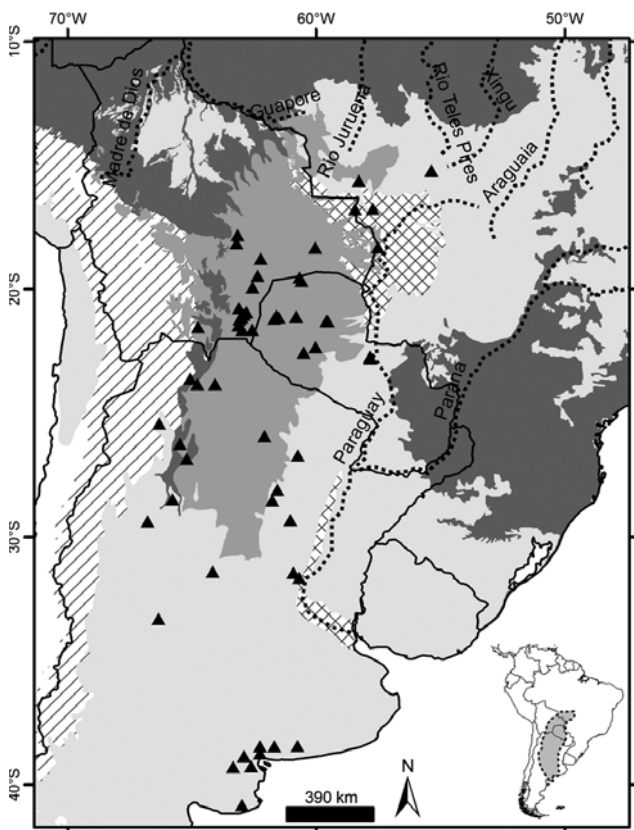 70°W 60°W 50°W
10°S
Madre de Dios
Guapore
Rio Juruena
Rio Teles Pires
Xingu
Araguaia
20°S
Paraguay
Parana
30°S
40°S
N
390 km